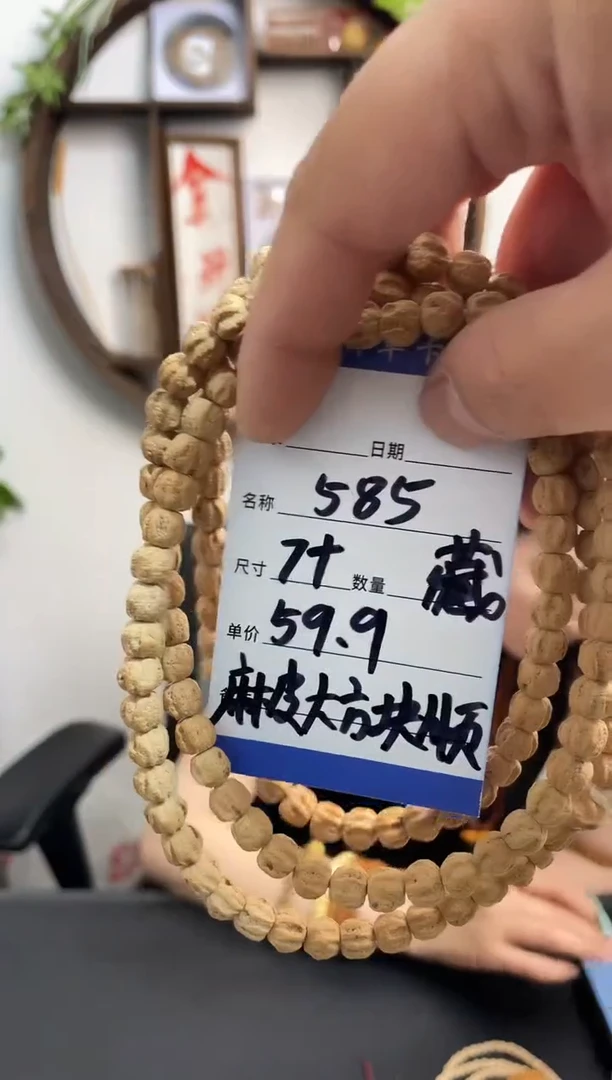 全
日期
名称 585
尺寸 7+ 数量 藏。
单价 59.9
麻皮大方块顺